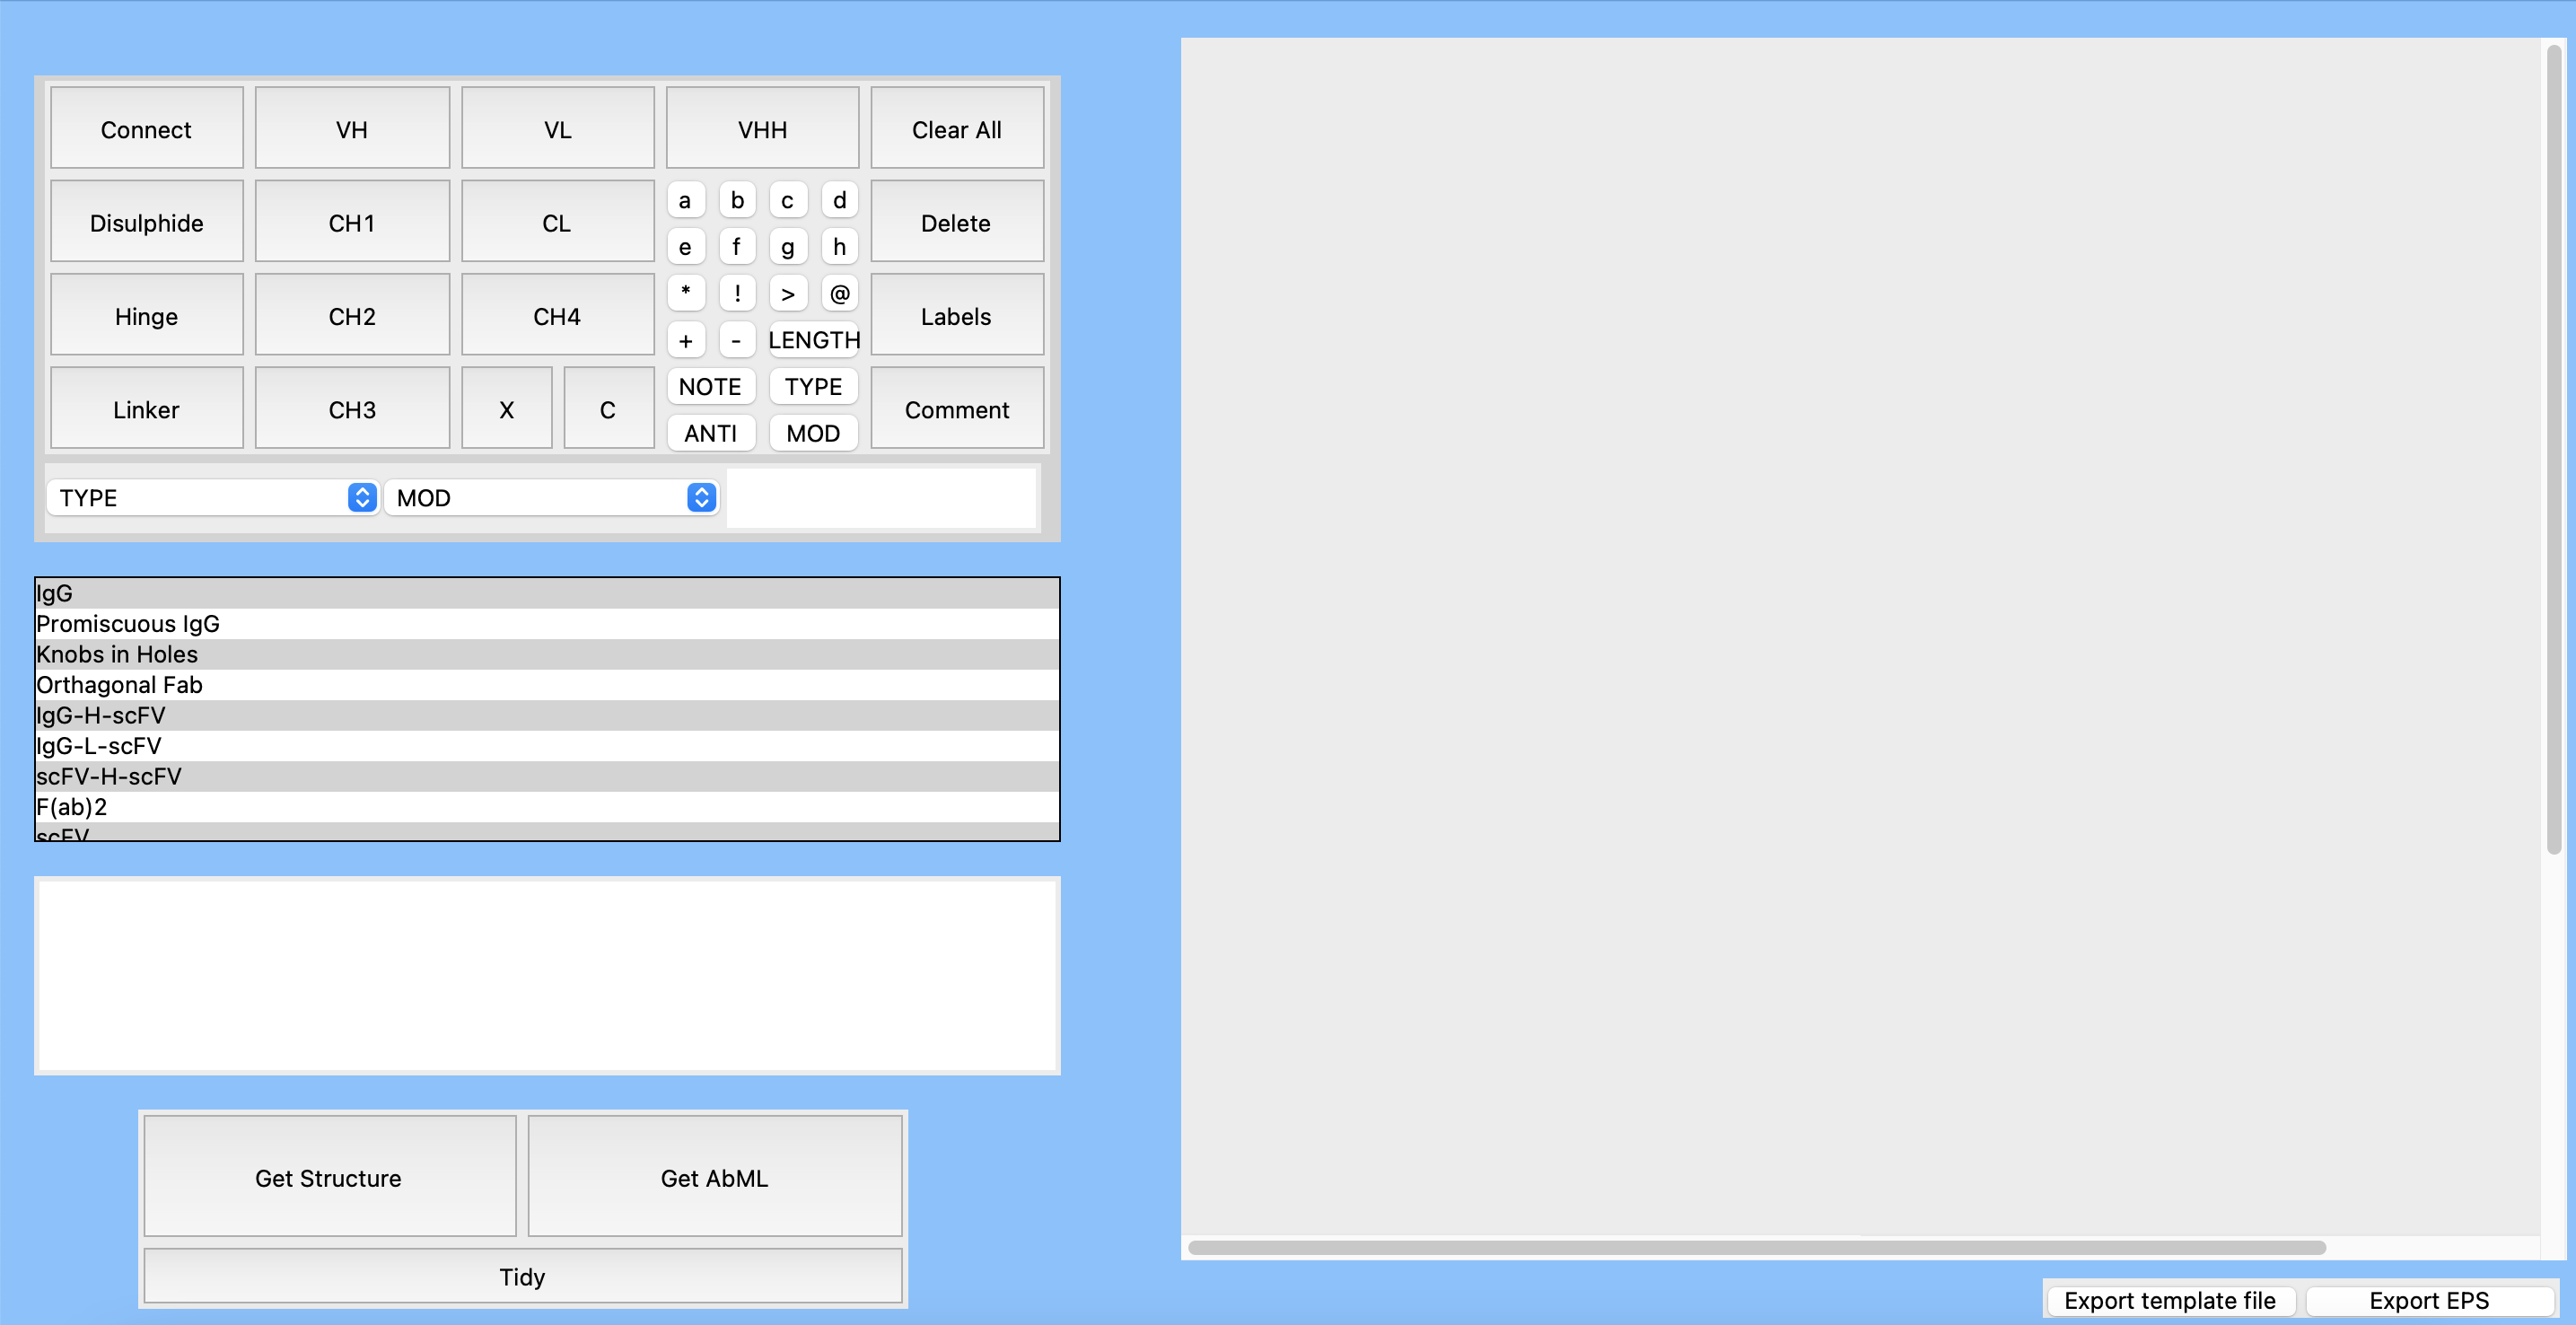 Connect VH VL VHH Clear All
Disulphide CH1 CL a b c d Delete
e f g h
Hinge CH2 CH4 * ! > @ Labels
+ - LENGTH
Linker CH3 X C NOTE TYPE Comment
ANTI MOD
TYPE MOD
IgG
Promiscuous IgG
Knobs in Holes
Orthagonal Fab
IgG-H-scFV
IgG-L-scFV
scFV-H-scFV
F(ab)2
scFV
Get Structure Get AbML
Tidy
Export template file Export EPS